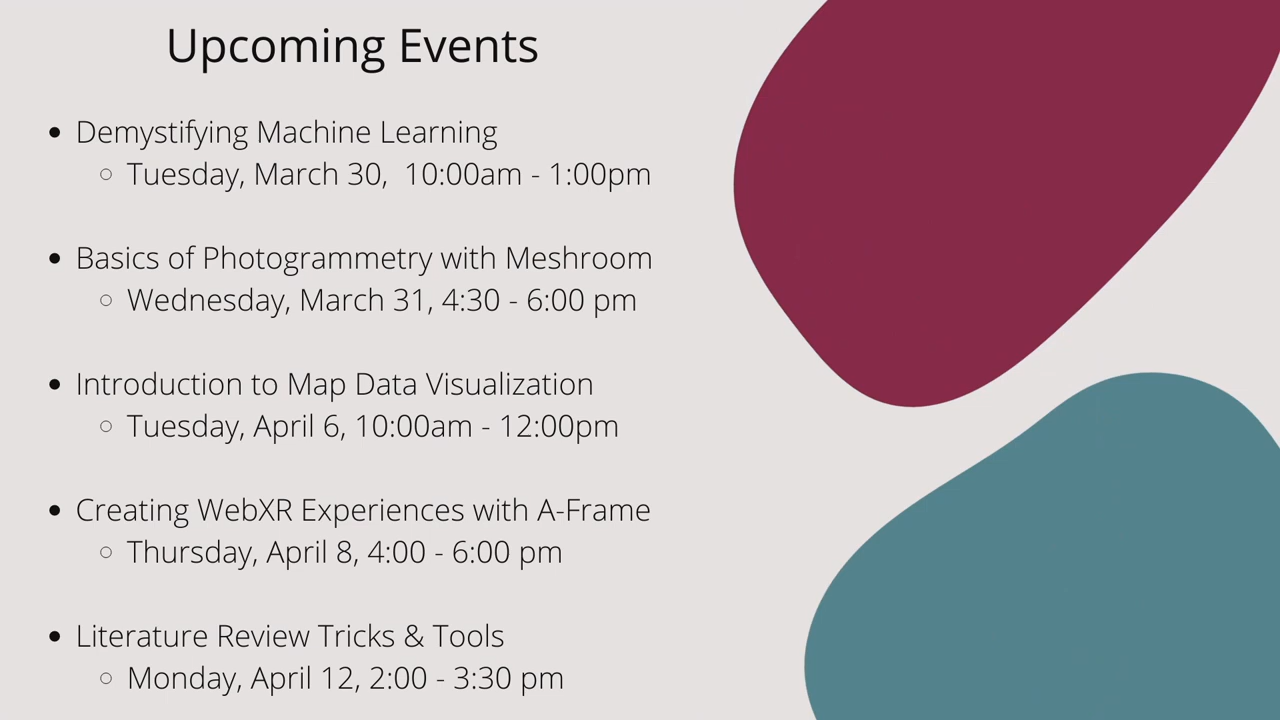 Upcoming Events
Demystifying Machine Learning
Tuesday, March 30, 10:00am - 1:00pm
Basics of Photogrammetry with Meshroom
Wednesday, March 31, 4:30 - 6:00 pm
Introduction to Map Data Visualization
Tuesday, April 6, 10:00am - 12:00pm
Creating WebXR Experiences with A-Frame
Thursday, April 8, 4:00 - 6:00 pm
Literature Review Tricks & Tools
Monday, April 12, 2:00 - 3:30 pm